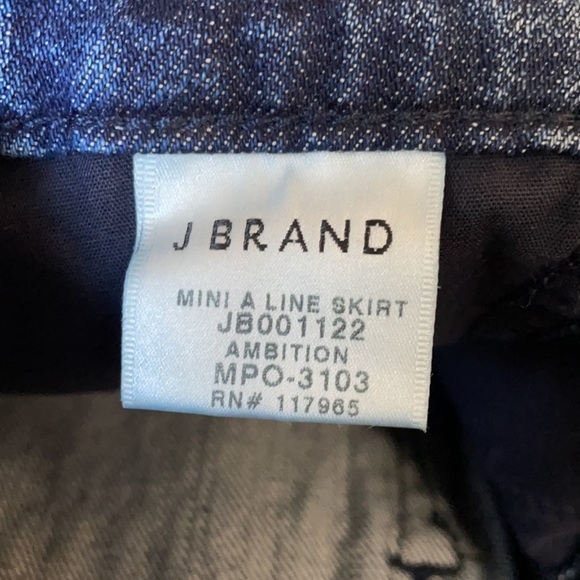 J BRAND
MINI A LINE SKIRT
JB001122
AMBITION
MPO-3103
RN# 117965